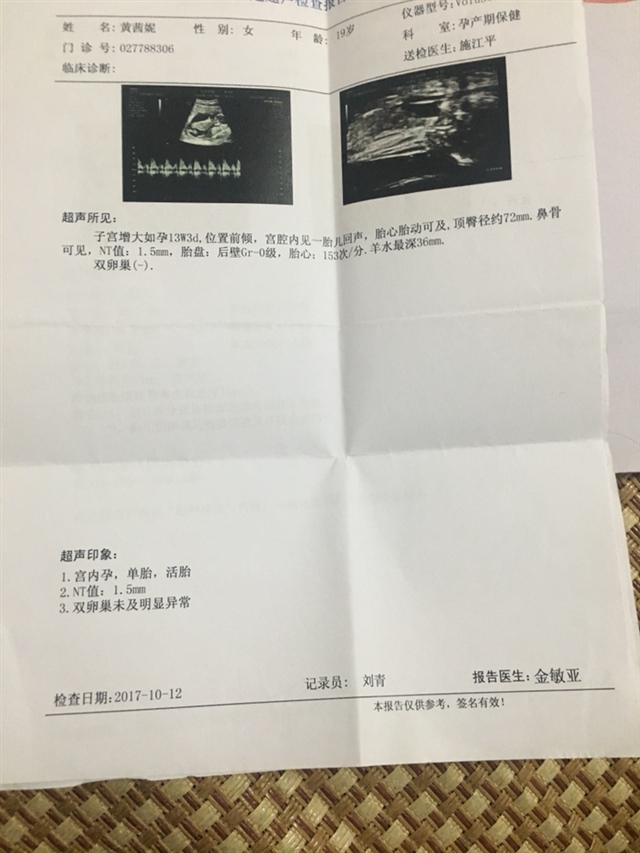 超声检查报告
仪器型号:Volus
姓 名:黄茜妮 性 别:女 年 龄:19岁 科 室:孕产期保健
门 诊 号:027788306 送检医生:施江平
临床诊断:
超声所见:
子宫增大如孕13W3d,位置前倾,宫腔内见一胎儿回声,胎心胎动可及,顶臀径约72mm.鼻骨
可见,NT值:1.5mm,胎盘:后壁Gr-0级,胎心:153次/分.羊水最深36mm.
双卵巢(-).
超声印象:
1.宫内孕,单胎,活胎
2.NT值:1.5mm
3.双卵巢未及明显异常
检查日期:2017-10-12 记录员: 刘青 报告医生:金敏亚
本报告仅供参考,签名有效!